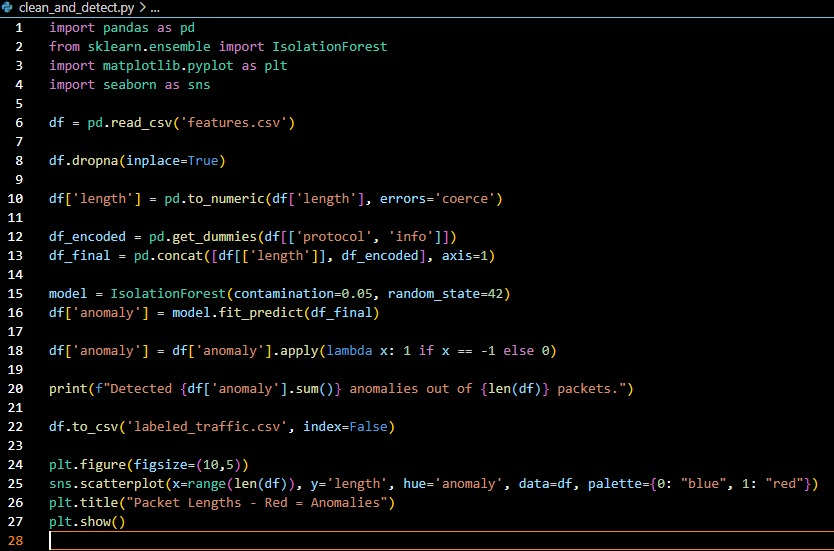 clean_and_detect.py > ...
1 import pandas as pd
2 from sklearn.ensemble import IsolationForest
3 import matplotlib.pyplot as plt
4 import seaborn as sns
5
6 df = pd.read_csv('features.csv')
7
8 df.dropna(inplace=True)
9
10 df['length'] = pd.to_numeric(df['length'], errors='coerce')
11
12 df_encoded = pd.get_dummies(df[['protocol', 'info']])
13 df_final = pd.concat([df[['length']], df_encoded], axis=1)
14
15 model = IsolationForest(contamination=0.05, random_state=42)
16 df['anomaly'] = model.fit_predict(df_final)
17
18 df['anomaly'] = df['anomaly'].apply(lambda x: 1 if x == -1 else 0)
19
20 print(f"Detected {df['anomaly'].sum()} anomalies out of {len(df)} packets.")
21
22 df.to_csv('labeled_traffic.csv', index=False)
23
24 plt.figure(figsize=(10,5))
25 sns.scatterplot(x=range(len(df)), y='length', hue='anomaly', data=df, palette={0: "blue", 1: "red"})
26 plt.title("Packet Lengths - Red = Anomalies")
27 plt.show()
28